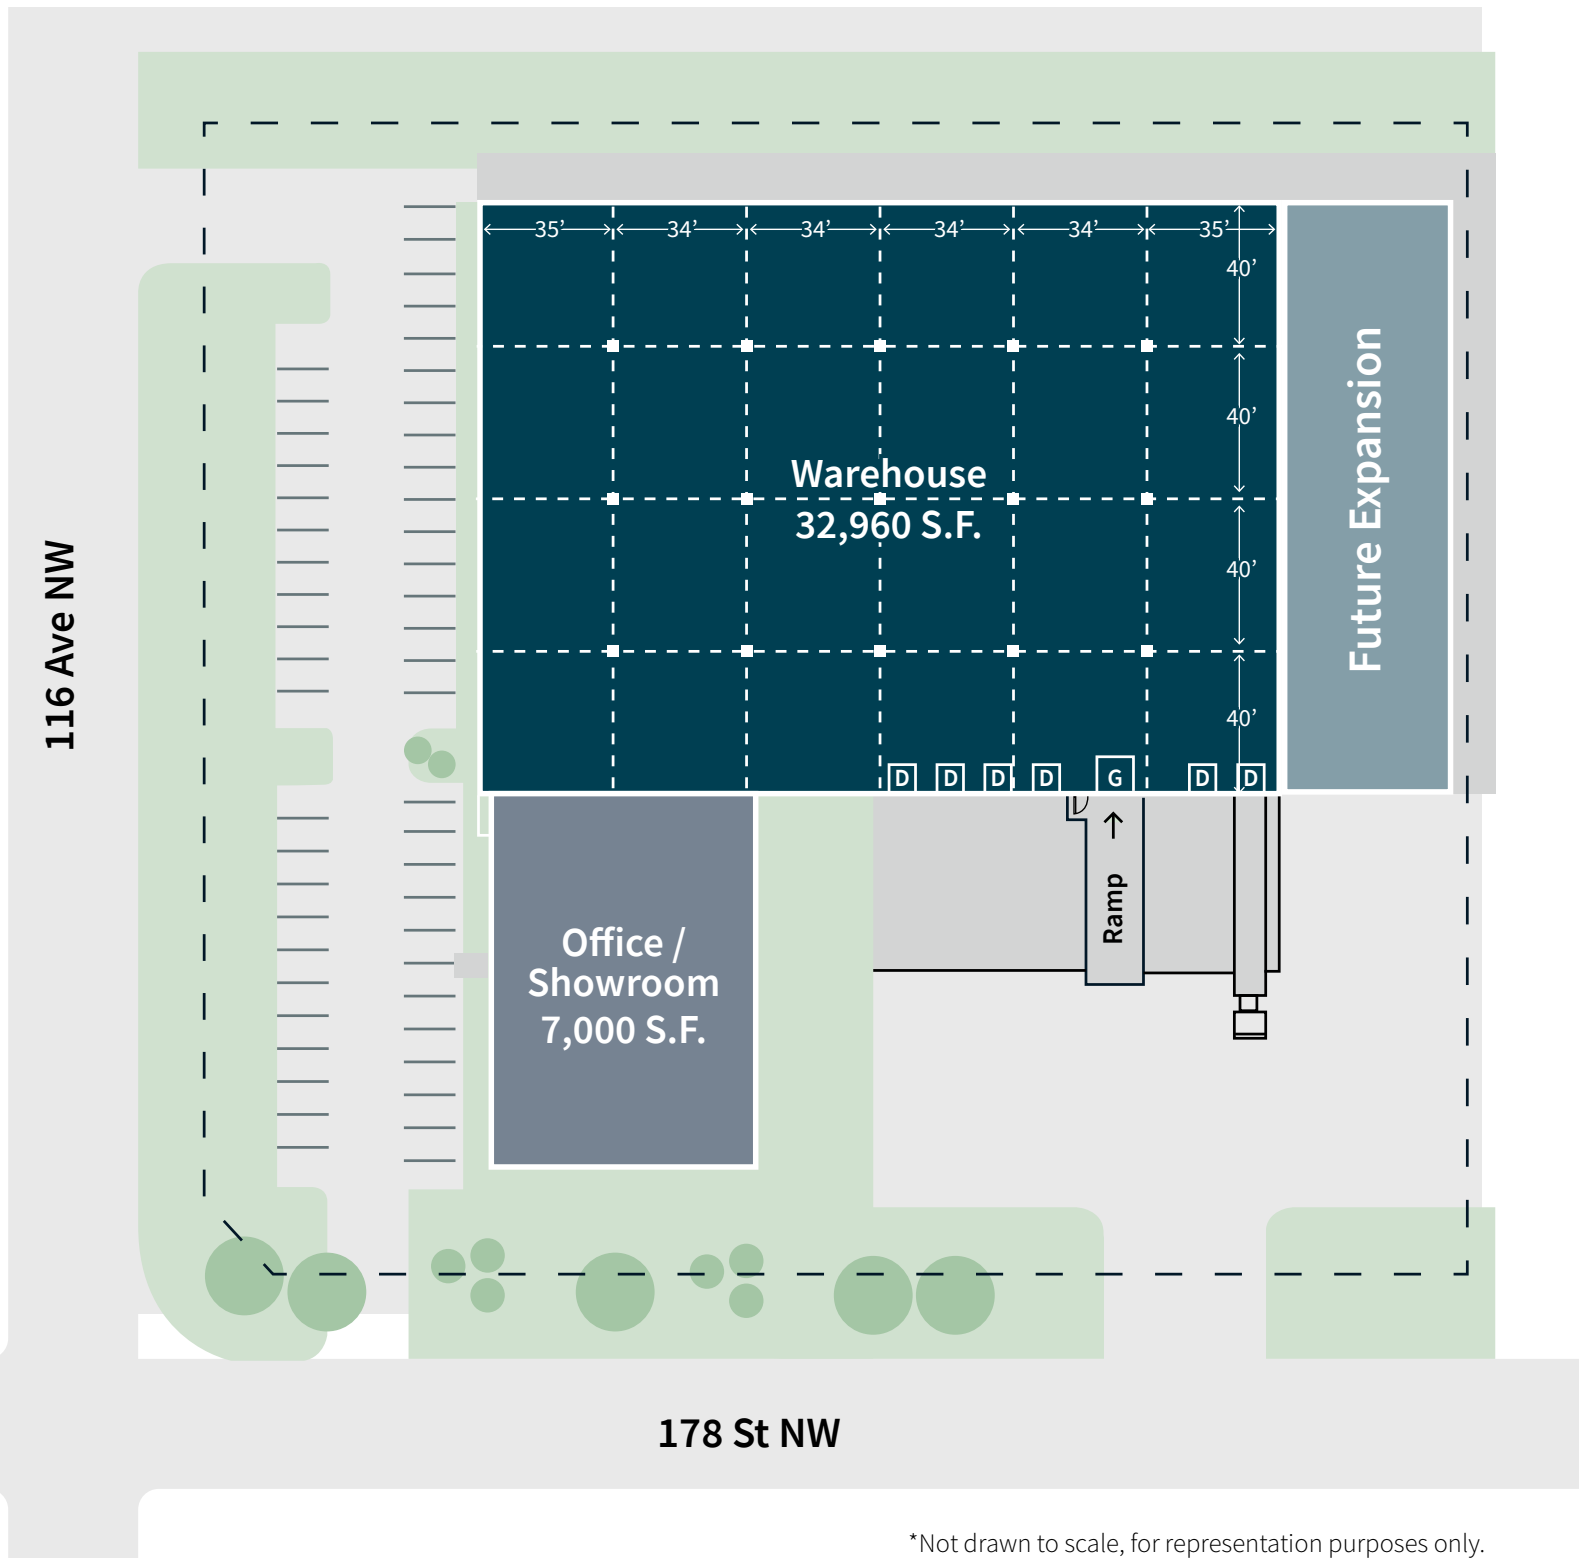 35’ 34’ 34’ 34’ 34’ 35’
40’
40’
Warehouse
32,960 S.F.
40’
40’
D D D D G D D
Future Expansion
116 Ave NW
Ramp
Office /
Showroom
7,000 S.F.
178 St NW
*Not drawn to scale, for representation purposes only.